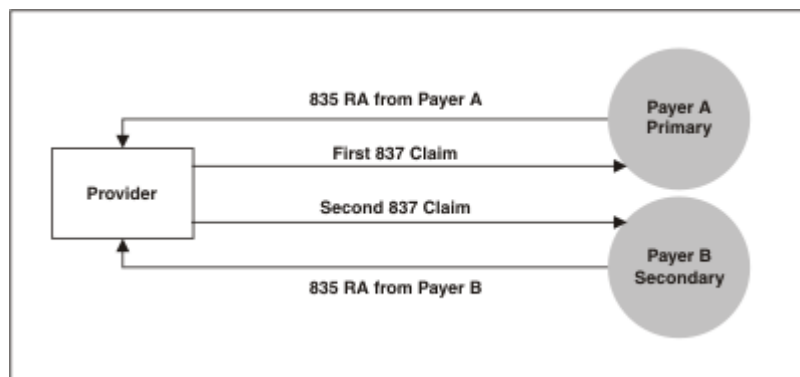 835 RA from Payer A
Payer A
Primary
First 837 Claim
Provider
Second 837 Claim
Payer B
Secondary
835 RA from Payer B